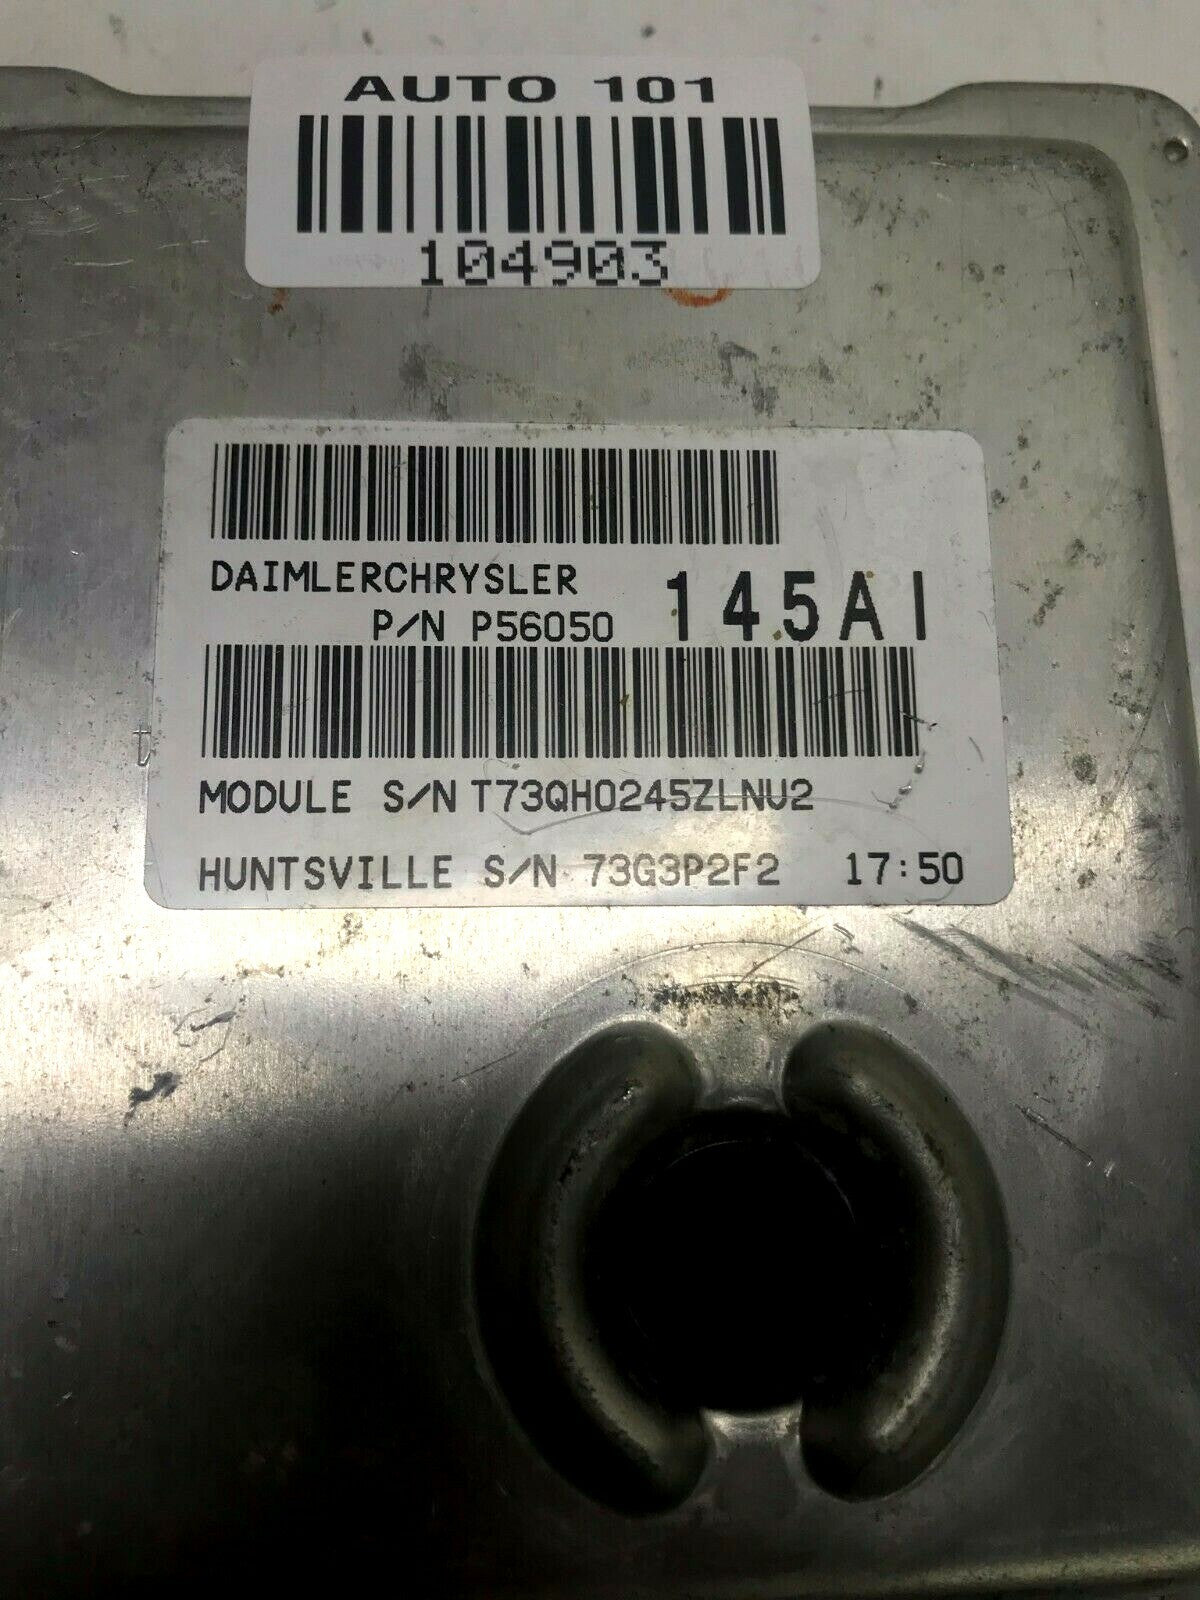 AUTO 101
104903
DAIMLERCHRYSLER
P/N P56050 145AI
MODULE S/N T73QH0245ZLNU2
HUNTSVILLE S/N 73G3P2F2 17:50